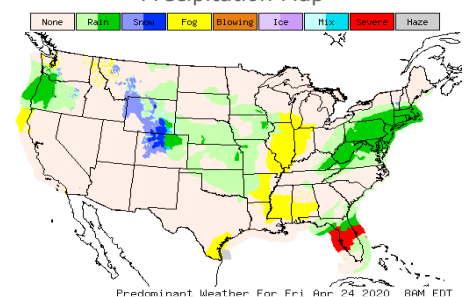 Precipitation Map
None Rain Snow Fog Blowing Ice Mix Severe Haze
Predominant Weather For Fri Apr 24 2020 8AM EDT